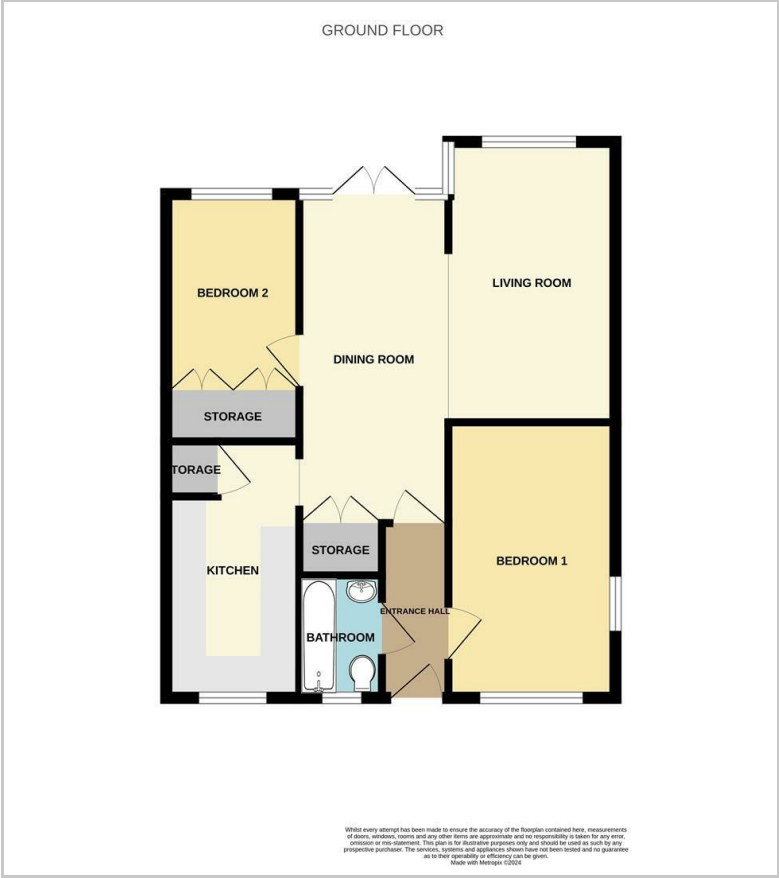 GROUND FLOOR
BEDROOM 2
LIVING ROOM
DINING ROOM
STORAGE
TORAGE
KITCHEN
STORAGE
BEDROOM 1
ENTRANCE HALL
BATHROOM
Whilst every attempt has been made to ensure the accuracy of the floorplan contained here, measurements
of doors, windows, rooms and any other items are approximate and no responsibility is taken for any error,
omission or mis-statement. This plan is for illustrative purposes only and should be used as such by any
prospective purchaser. The services, systems and appliances shown have not been tested and no guarantee
as to their operability or efficiency can be given.
Made with Metropix ©2024